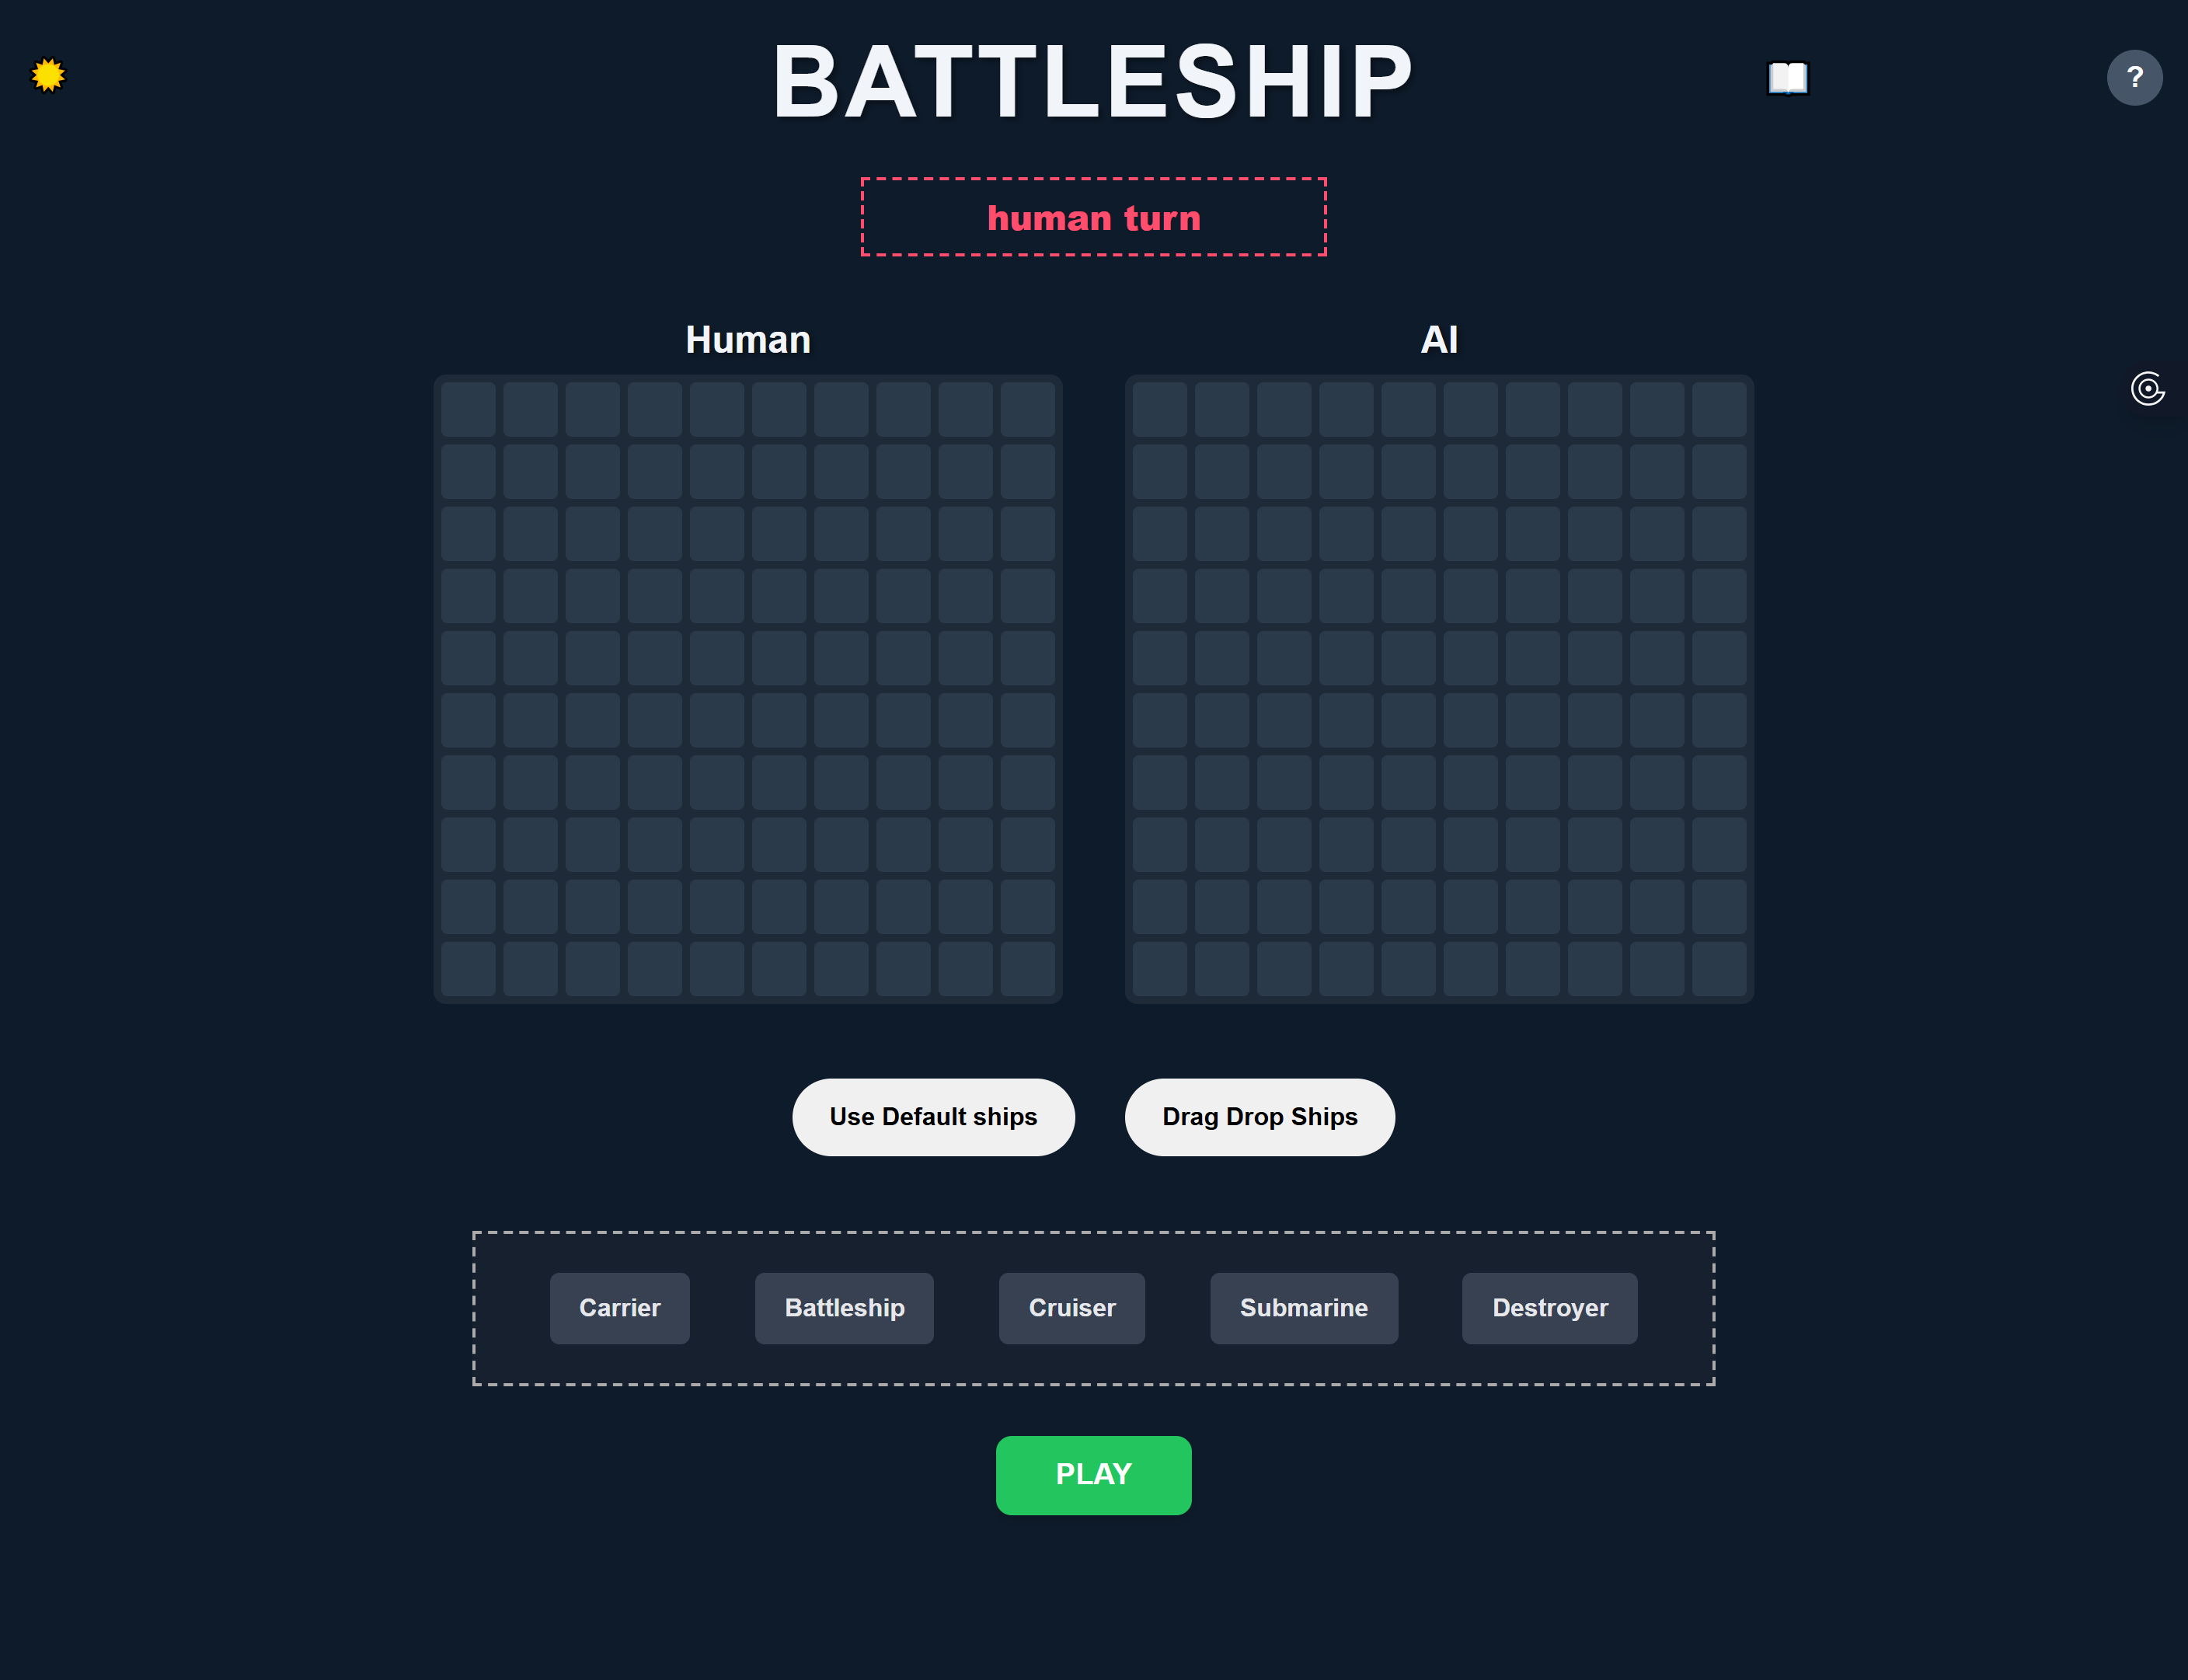 BATTLESHIP
?
human turn
Human
AI
Use Default ships
Drag Drop Ships
Carrier
Battleship
Cruiser
Submarine
Destroyer
PLAY